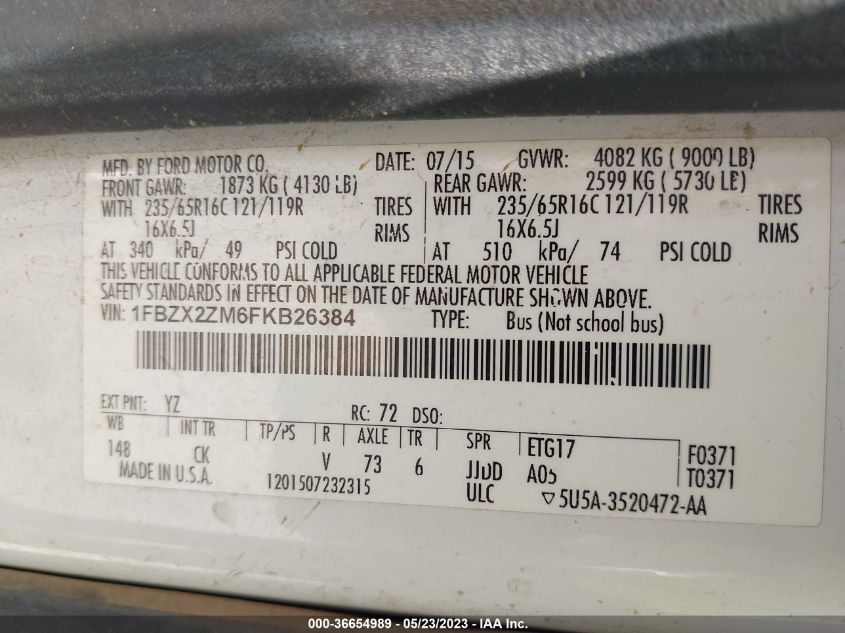 MFD. BY FORD MOTOR CO. DATE: 07/15 GVWR: 4082 KG ( 9000 LB)
FRONT GAWR: 1873 KG ( 4130 LB) REAR GAWR: 2599 KG ( 5730 LB)
WITH 235/65R16C 121/119R TIRES WITH 235/65R16C 121/119R TIRES
16X6.5J RIMS 16X6.5J RIMS
AT 340 kPa/ 49 PSI COLD AT 510 kPa/ 74 PSI COLD
THIS VEHICLE CONFORMS TO ALL APPLICABLE FEDERAL MOTOR VEHICLE
SAFETY STANDARDS IN EFFECT ON THE DATE OF MANUFACTURE SHOWN ABOVE.
VIN: 1FBZX2ZM6FKB26384 TYPE: Bus (Not school bus)
EXT PNT: YZ RC: 72 DSO:
WB INT TR TP/PS R AXLE TR SPR ETG17 F0371
148 CK V 73 6 JJDD A05 T0371
MADE IN U.S.A. 1201507232315 ULC ▽5U5A-3520472-AA
000-36654989 - 05/23/2023 - IAA Inc.